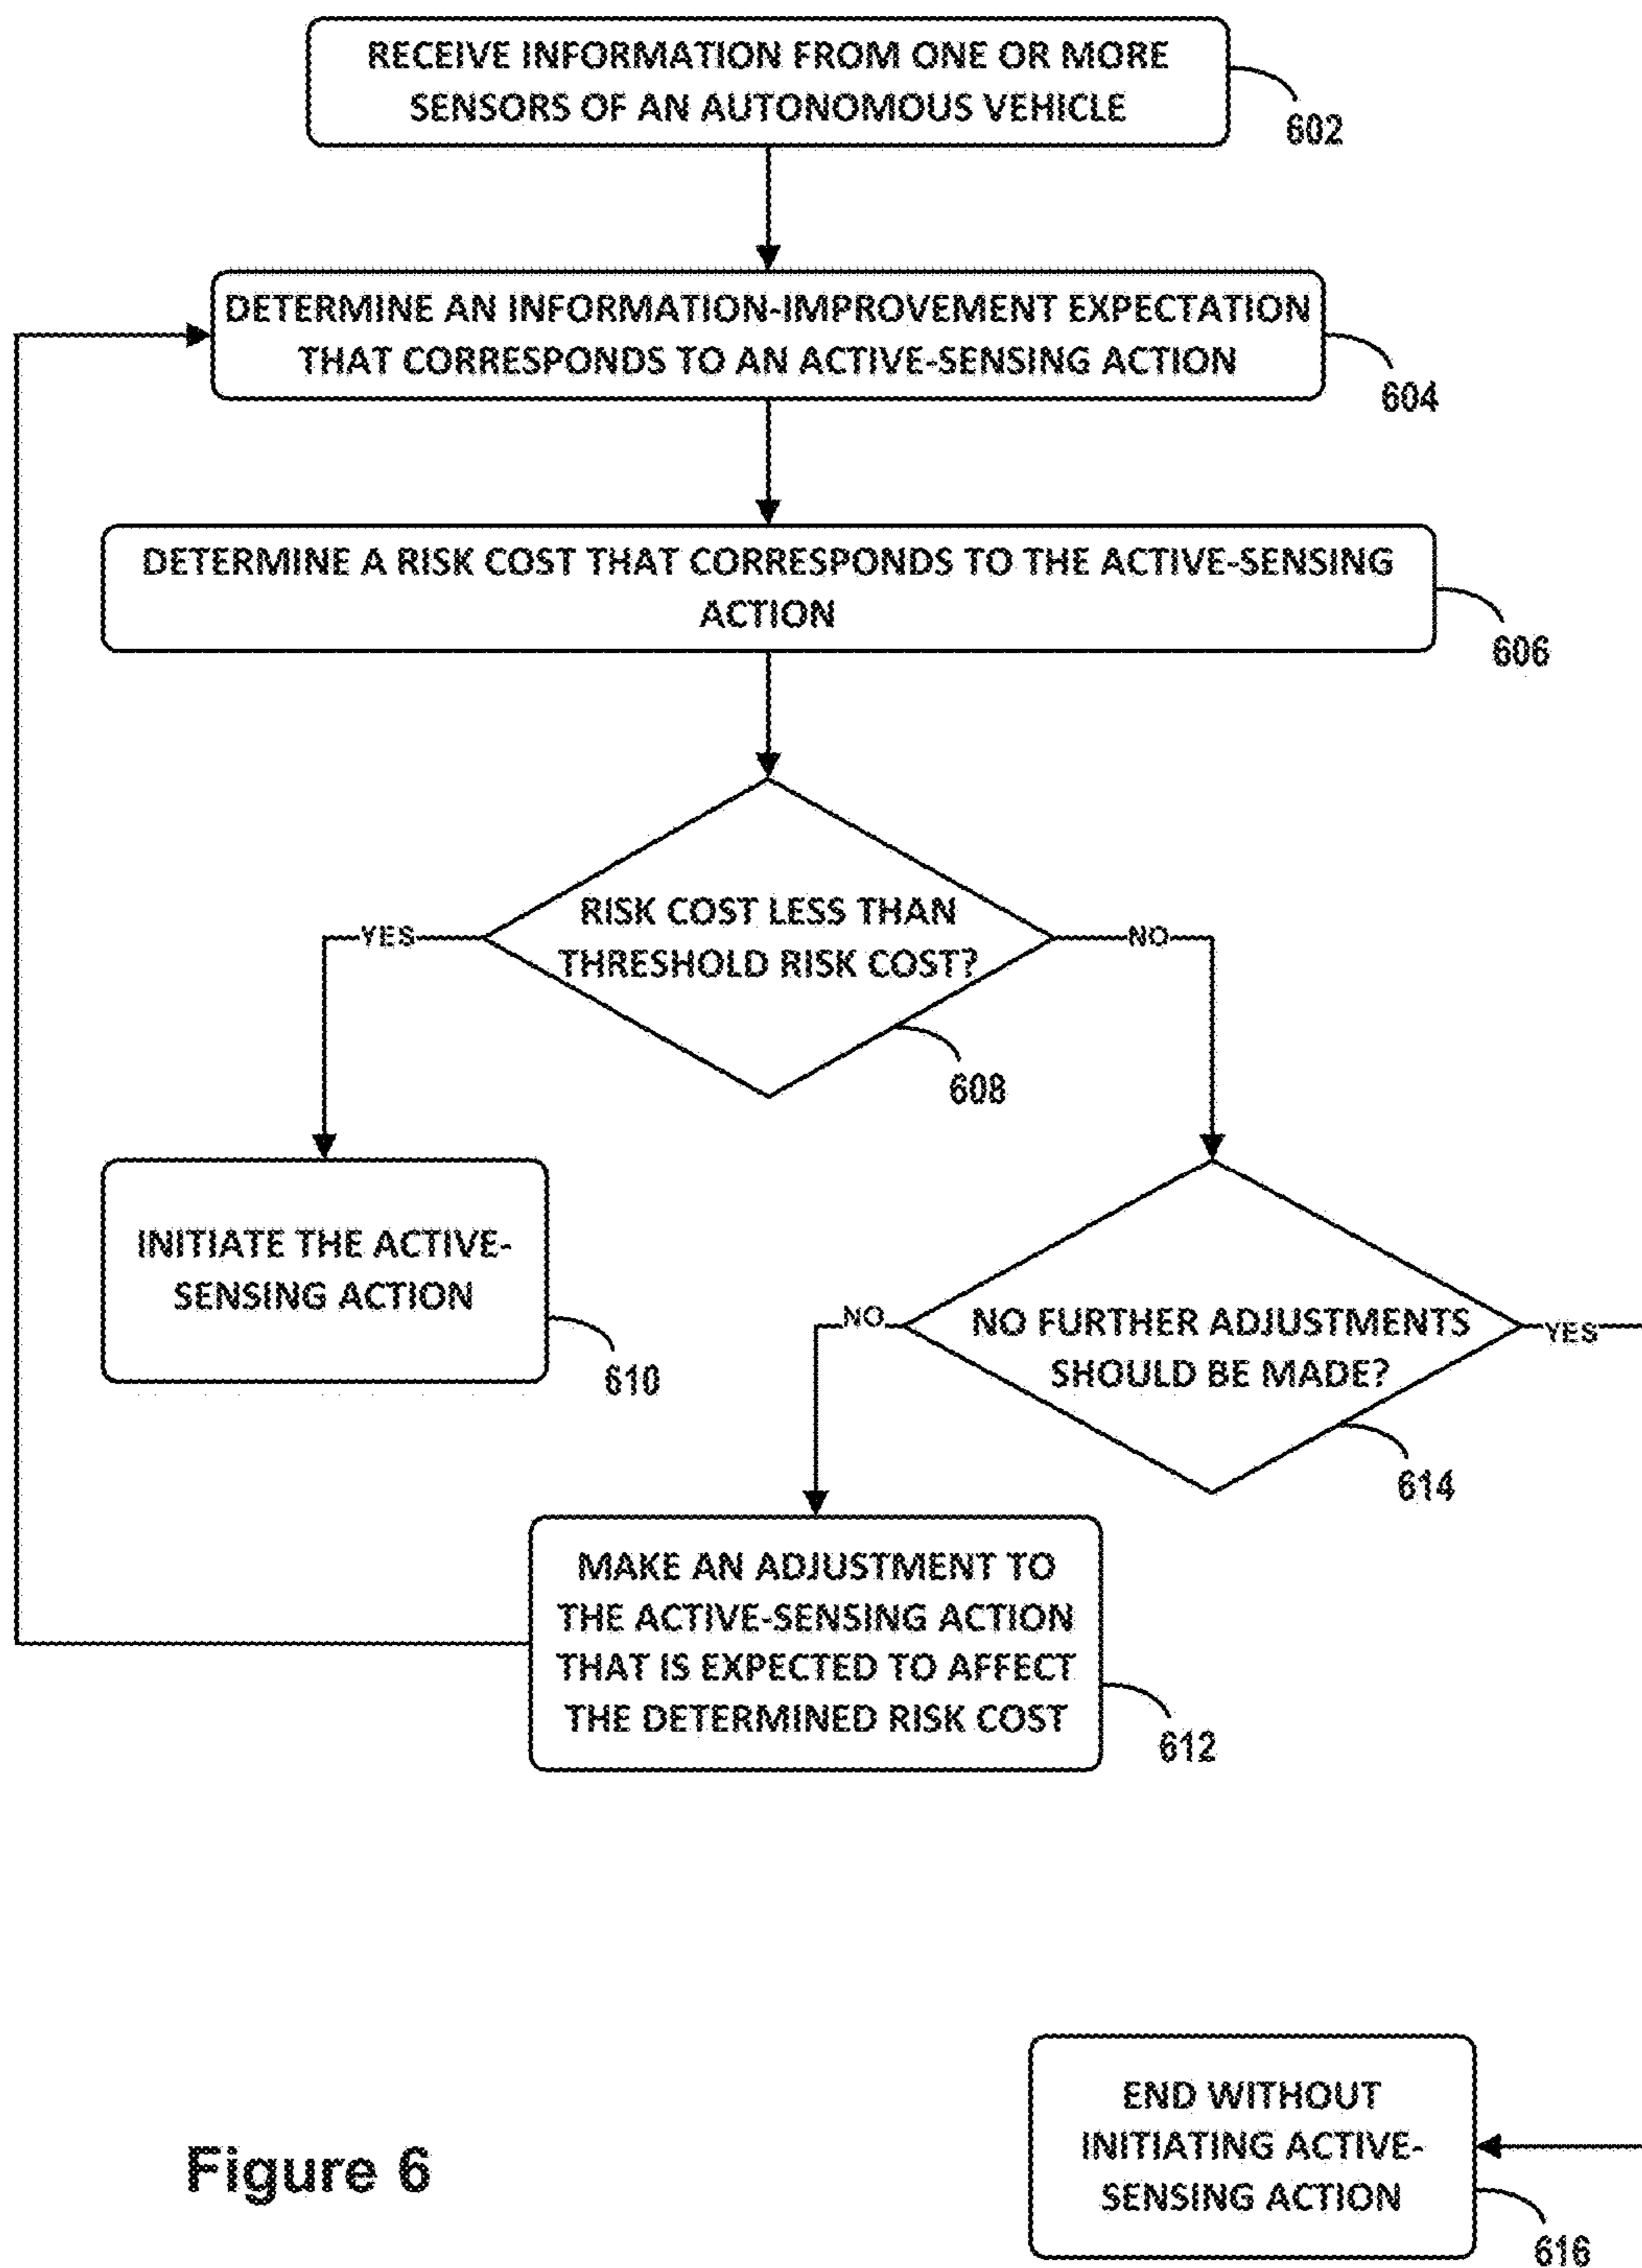 RECEIVE INFORMATION FROM ONE OR MORE
SENSORS OF AN AUTONOMOUS VEHICLE
602
DETERMINE AN INFORMATION-IMPROVEMENT EXPECTATION
THAT CORRESPONDS TO AN ACTIVE-SENSING ACTION
604
DETERMINE A RISK COST THAT CORRESPONDS TO THE ACTIVE-SENSING
ACTION
606
RISK COST LESS THAN
THRESHOLD RISK COST?
YES
NO
608
INITIATE THE ACTIVE-
SENSING ACTION
610
NO FURTHER ADJUSTMENTS
SHOULD BE MADE?
NO
YES
614
MAKE AN ADJUSTMENT TO
THE ACTIVE-SENSING ACTION
THAT IS EXPECTED TO AFFECT
THE DETERMINED RISK COST
612
END WITHOUT
INITIATING ACTIVE-
SENSING ACTION
616
Figure 6